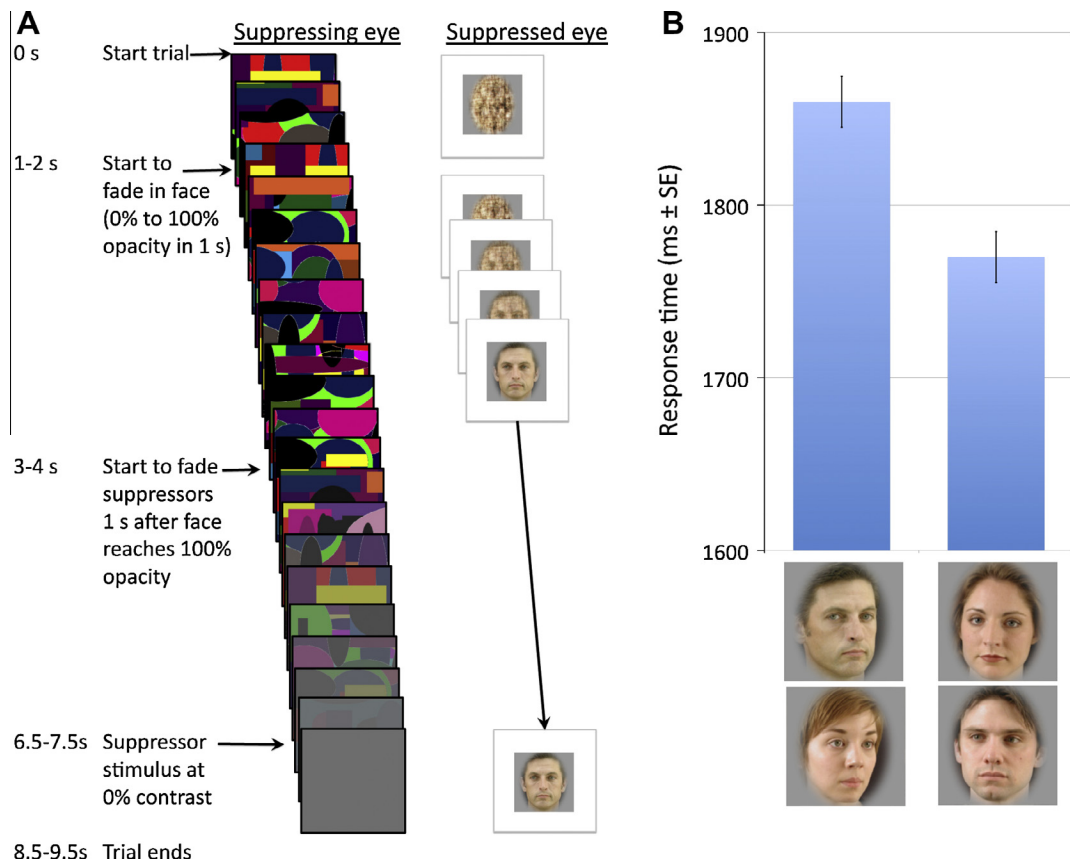 A
Suppressing eye
Suppressed eye
0 s
Start trial
1-2 s
Start to
fade in face
(0% to 100%
opacity in 1 s)
3-4 s
Start to fade
suppressors
1 s after face
reaches 100%
opacity
6.5-7.5s
Suppressor
stimulus at
0% contrast
8.5-9.5s
Trial ends
B
Response time (ms ± SE)
1900
1800
1700
1600